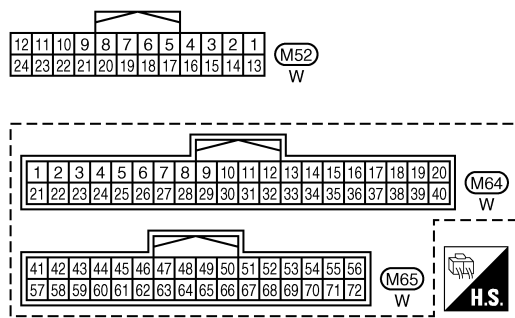 12 11 10 9 8 7 6 5 4 3 2 1
24 23 22 21 20 19 18 17 16 15 14 13
M52
W
1 2 3 4 5 6 7 8 9 10 11 12 13 14 15 16 17 18 19 20
21 22 23 24 25 26 27 28 29 30 31 32 33 34 35 36 37 38 39 40
M64
W
41 42 43 44 45 46 47 48 49 50 51 52 53 54 55 56
57 58 59 60 61 62 63 64 65 66 67 68 69 70 71 72
M65
W
H.S.